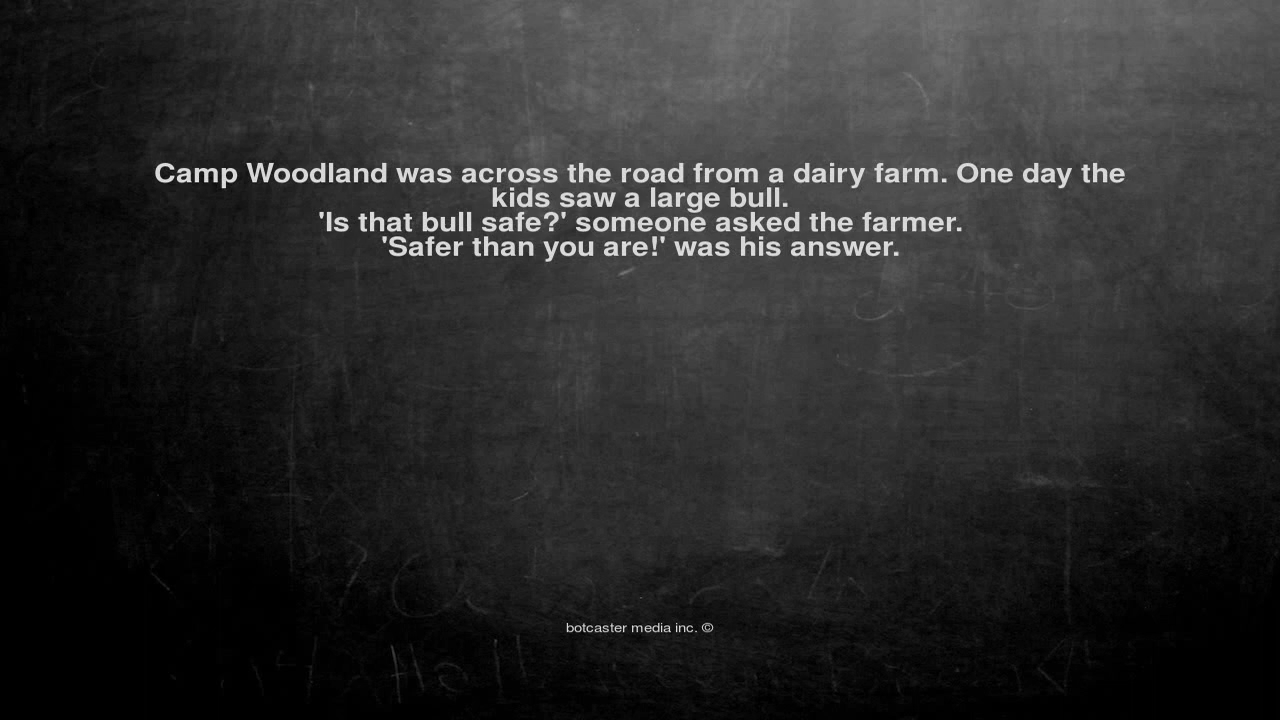 Camp Woodland was across the road from a dairy farm. One day the
kids saw a large bull.
'Is that bull safe?' someone asked the farmer.
'Safer than you are!' was his answer.
botcaster media inc. ©